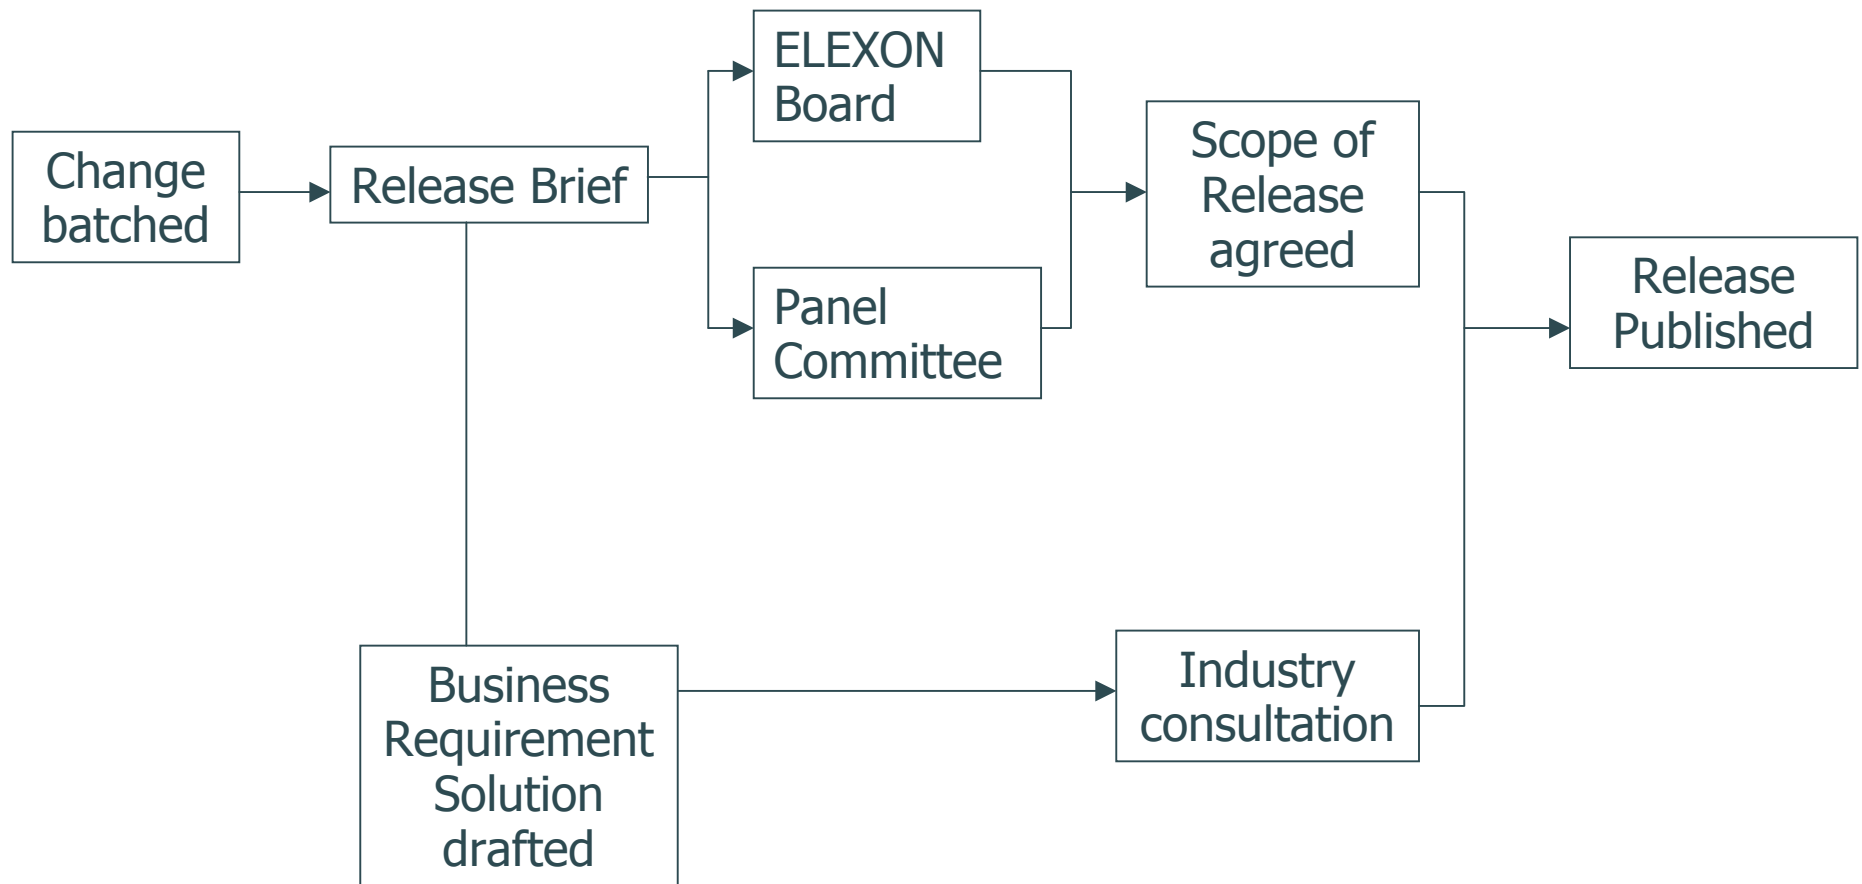 Change
batched
Release Brief
ELEXON
Board
Panel
Committee
Scope of
Release
agreed
Release
Published
Business
Requirement
Solution
drafted
Industry
consultation